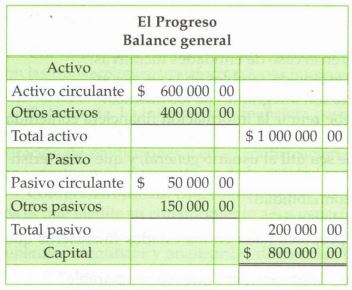 El Progreso
Balance general
Activo
Activo circulante $ 600 000 00
Otros activos 400 000 00
Total activo $ 1 000 000 00
Pasivo
Pasivo circulante $ 50 000 00
Otros pasivos 150 000 00
Total pasivo 200 000 00
Capital $ 800 000 00